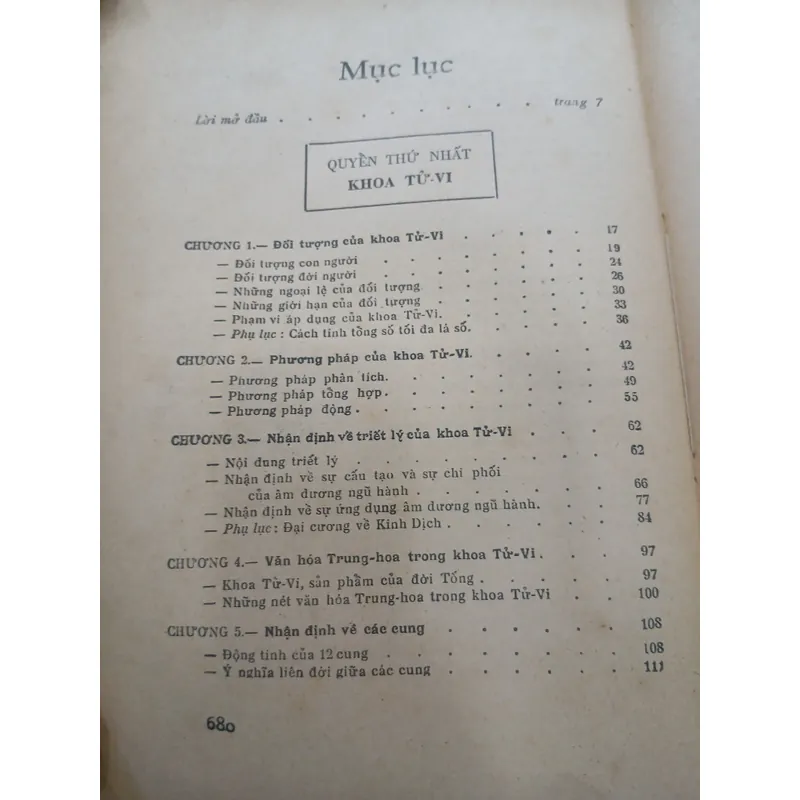 Mục lục
Lời mở đầu . . . . . . . . . . trang 7
QUYỀN THỨ NHẤT
KHOA TỬ-VI
CHƯƠNG 1.— Đối tượng của khoa Tử-Vi . . . . . 17
— Đối tượng con người . . . . . . . . 19
— Đối tượng đời người . . . . . . . . 24
— Những ngoại lệ của đối tượng . . . . . . 26
— Những giới hạn của đối tượng . . . . . . 30
— Phạm vi áp dụng của khoa Tử-Vi. . . . . . 33
— Phụ lục : Cách tính tổng số tối đa lá số. . . . . 36
CHƯƠNG 2.— Phương pháp của khoa Tử-Vi. . . . . 42
— Phương pháp phân tích. . . . . . . . 42
— Phương pháp tổng hợp. . . . . . . . 49
— Phương pháp động . . . . . . . . . 55
CHƯƠNG 3.— Nhận định về triết lý của khoa Tử-Vi . . . 62
— Nội dung triết lý . . . . . . . . . 62
— Nhận định về sự cấu tạo và sự chi phối
của âm dương ngũ hành . . . . . . . 66
— Nhận định về sự ứng dụng âm dương ngũ hành. . . 77
— Phụ lục : Đại cương về Kinh Dịch . . . . . . 84
CHƯƠNG 4.— Văn hóa Trung-hoa trong khoa Tử-Vi . . . 97
— Khoa Tử-Vi, sản phẩm của đời Tống . . . . . 97
— Những nét văn hóa Trung-hoa trong khoa Tử-Vi . . 100
CHƯƠNG 5.— Nhận định về các cung . . . . . . 108
— Động tính của 12 cung . . . . . . . . 108
— Ý nghĩa liên đới giữa các cung . . . . . . 111
680